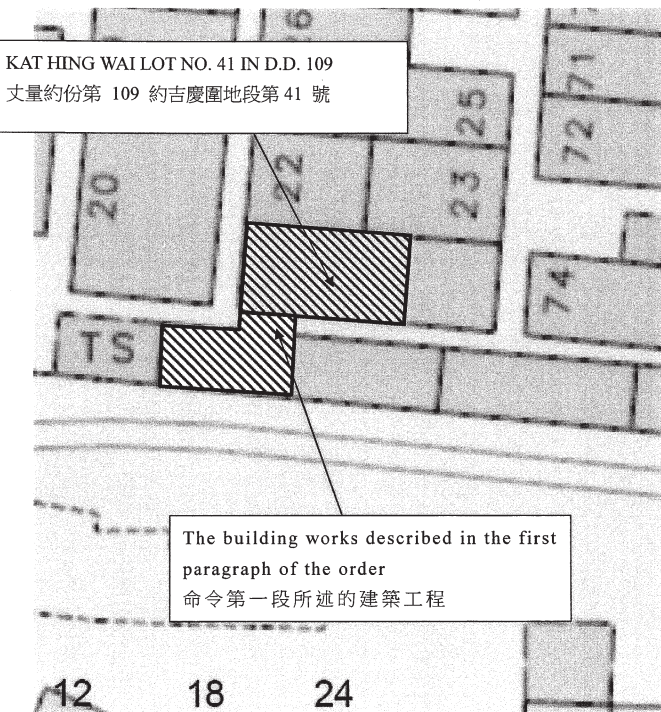 26
KAT HING WAI LOT NO. 41 IN D.D. 109
丈量約份第 109 約吉慶圍地段第 41 號
71
25
72
22
20
23
74
TS
The building works described in the first
paragraph of the order
命令第一段所述的建築工程
12 18 24